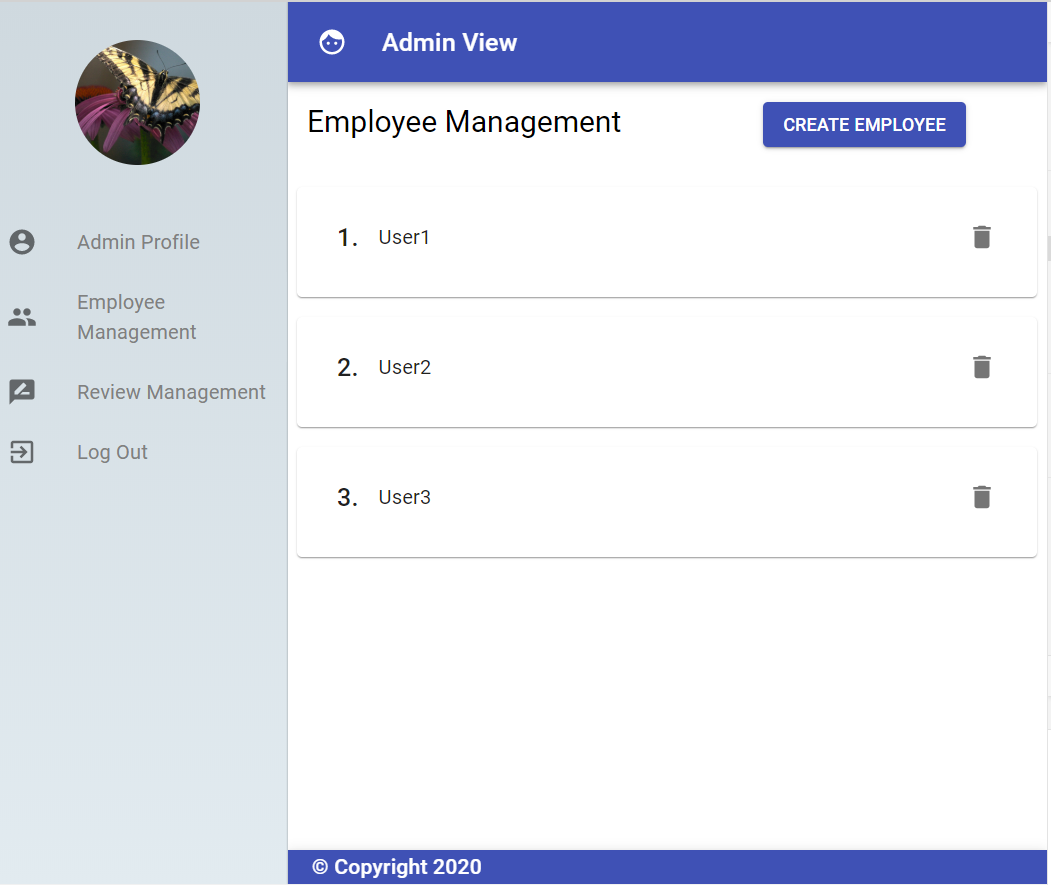 Admin Profile
Employee
Management
Review Management
Log Out
Admin View
Employee Management
CREATE EMPLOYEE
1. User1
2. User2
3. User3
© Copyright 2020